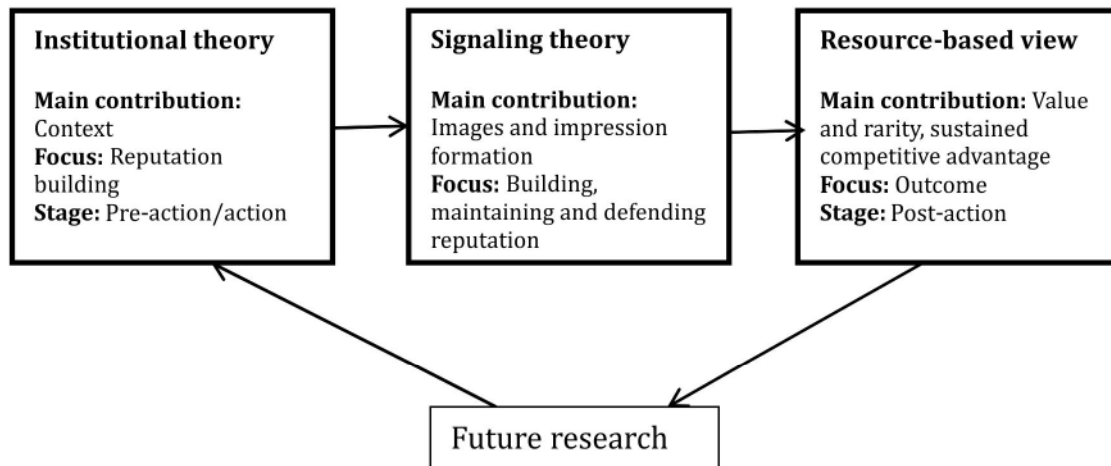 Institutional theory
Main contribution:
Context
Focus: Reputation
building
Stage: Pre-action/action
Signaling theory
Main contribution:
Images and impression
formation
Focus: Building,
maintaining and defending
reputation
Resource-based view
Main contribution: Value
and rarity, sustained
competitive advantage
Focus: Outcome
Stage: Post-action
Future research